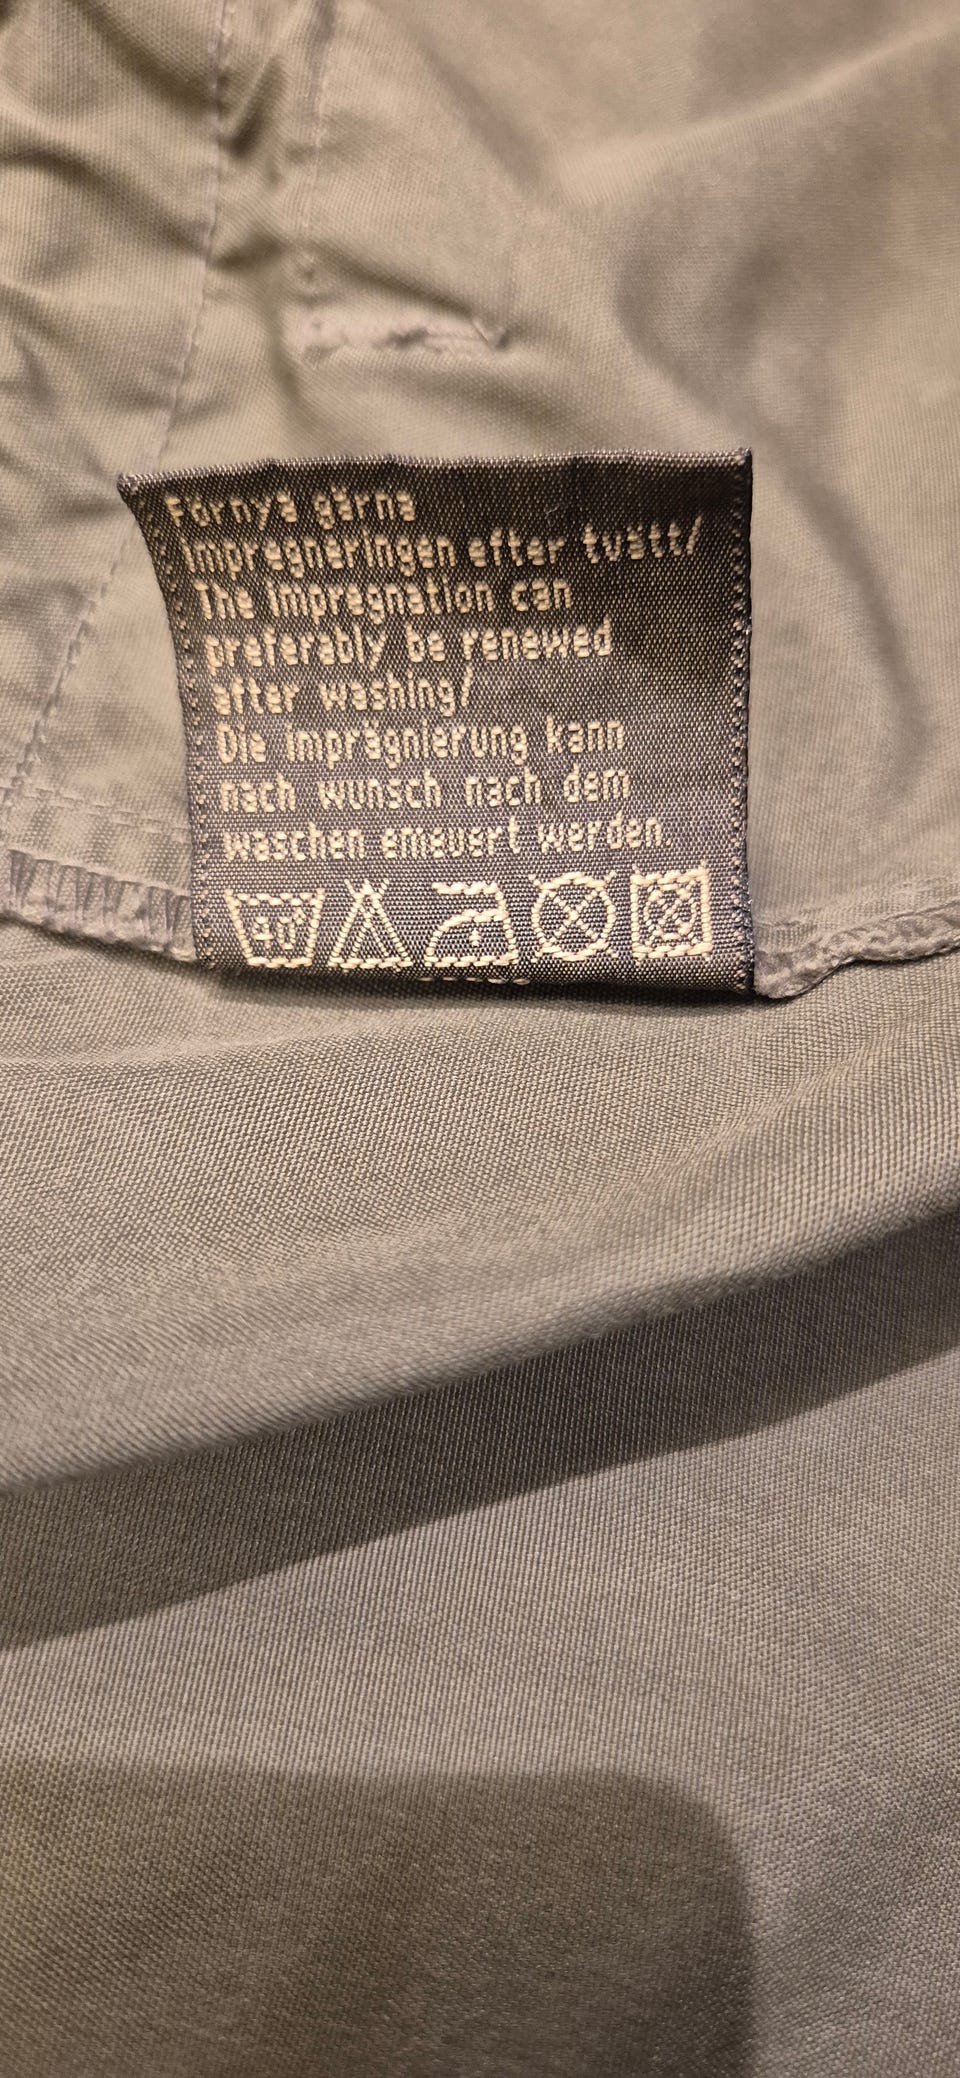 Förnya gärna
impregneringen efter tvätt/
The impregnation can
preferably be renewed
after washing/
Die imprägnierung kann
nach wunsch nach dem
waschen erneuert werden.
40°